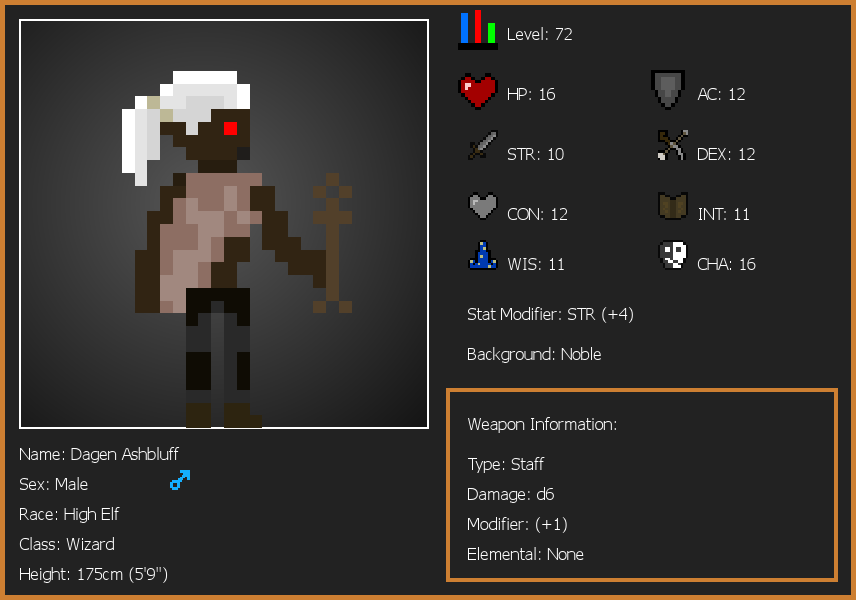 Level: 72
HP: 16
AC: 12
STR: 10
DEX: 12
CON: 12
INT: 11
WIS: 11
CHA: 16
Stat Modifier: STR (+4)
Background: Noble
Weapon Information:
Type: Staff
Damage: d6
Modifier: (+1)
Elemental: None
Name: Dagen Ashbluff
Sex: Male
Race: High Elf
Class: Wizard
Height: 175cm (5'9")